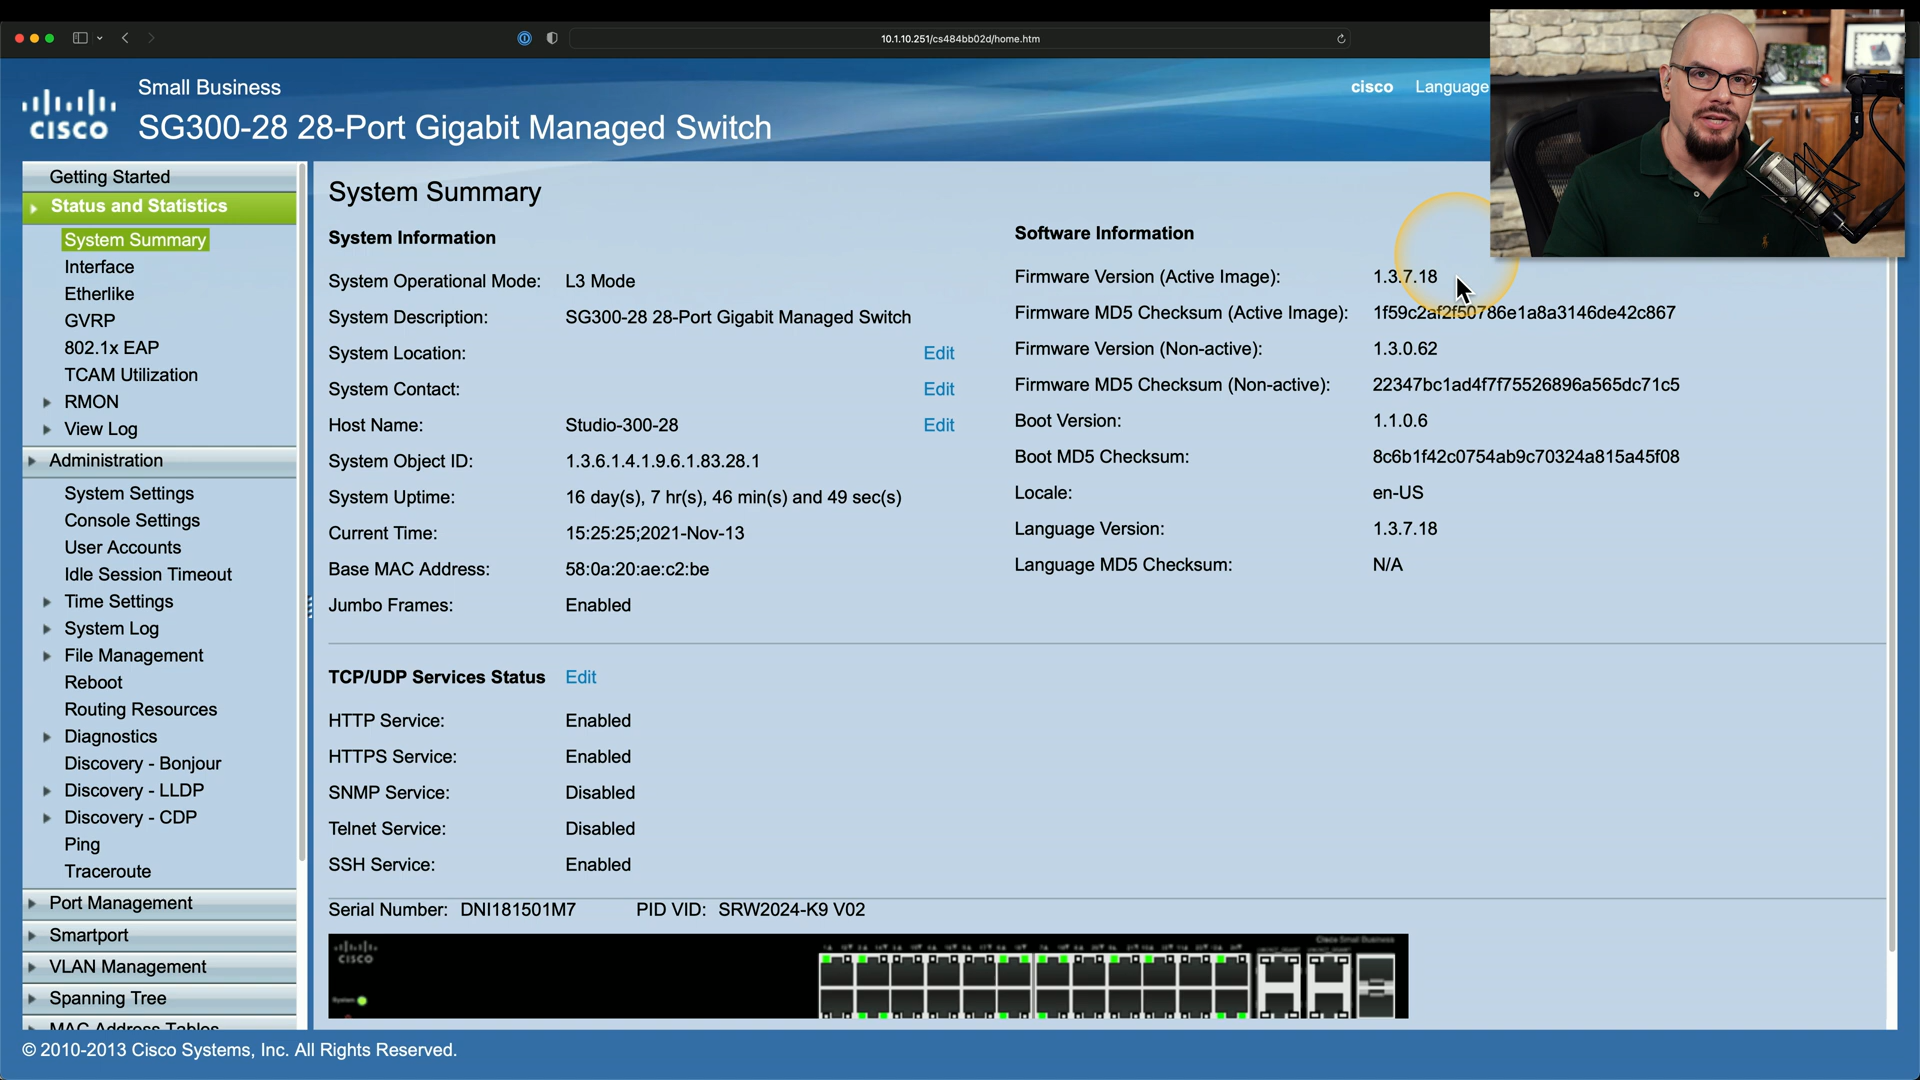 10.1.10.251/cs484bb02d/home.htm
Small Business
cisco Language
CISCO
SG300-28 28-Port Gigabit Managed Switch
Getting Started
Status and Statistics
System Summary
Interface
Etherlike
GVRP
802.1x EAP
TCAM Utilization
RMON
View Log
Administration
System Settings
Console Settings
User Accounts
Idle Session Timeout
Time Settings
System Log
File Management
Reboot
Routing Resources
Diagnostics
Discovery - Bonjour
Discovery - LLDP
Discovery - CDP
Ping
Traceroute
Port Management
Smartport
VLAN Management
Spanning Tree
MAC Address Tables
System Summary
System Information
System Operational Mode: L3 Mode
System Description: SG300-28 28-Port Gigabit Managed Switch
System Location: Edit
System Contact: Edit
Host Name: Studio-300-28 Edit
System Object ID: 1.3.6.1.4.1.9.6.1.83.28.1
System Uptime: 16 day(s), 7 hr(s), 46 min(s) and 49 sec(s)
Current Time: 15:25:25;2021-Nov-13
Base MAC Address: 58:0a:20:ae:c2:be
Jumbo Frames: Enabled
Software Information
Firmware Version (Active Image): 1.3.7.18
Firmware MD5 Checksum (Active Image): 1f59c2af2f50786e1a8a3146de42c867
Firmware Version (Non-active): 1.3.0.62
Firmware MD5 Checksum (Non-active): 22347bc1ad4f7f75526896a565dc71c5
Boot Version: 1.1.0.6
Boot MD5 Checksum: 8c6b1f42c0754ab9c70324a815a45f08
Locale: en-US
Language Version: 1.3.7.18
Language MD5 Checksum: N/A
TCP/UDP Services Status Edit
HTTP Service: Enabled
HTTPS Service: Enabled
SNMP Service: Disabled
Telnet Service: Disabled
SSH Service: Enabled
Serial Number: DNI181501M7 PID VID: SRW2024-K9 V02
CISCO
Cisco Small Business
System
© 2010-2013 Cisco Systems, Inc. All Rights Reserved.